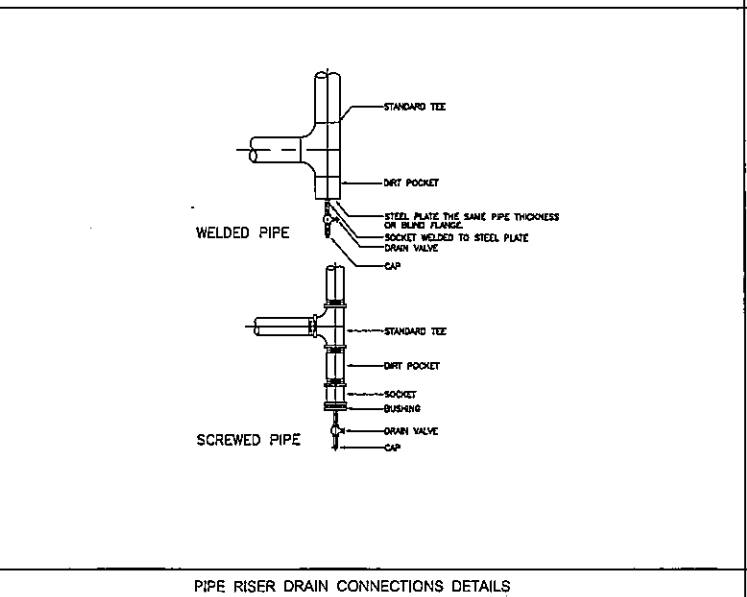 STANDARD TEE
DIRT POCKET
STEEL PLATE THE SAME PIPE THICKNESS
OR BLIND FLANGE.
WELDED PIPE
SOCKET WELDED TO STEEL PLATE
DRAIN VALVE
CAP
STANDARD TEE
DIRT POCKET
SOCKET
BUSHING
DRAIN VALVE
SCREWED PIPE
CAP
PIPE RISER DRAIN CONNECTIONS DETAILS